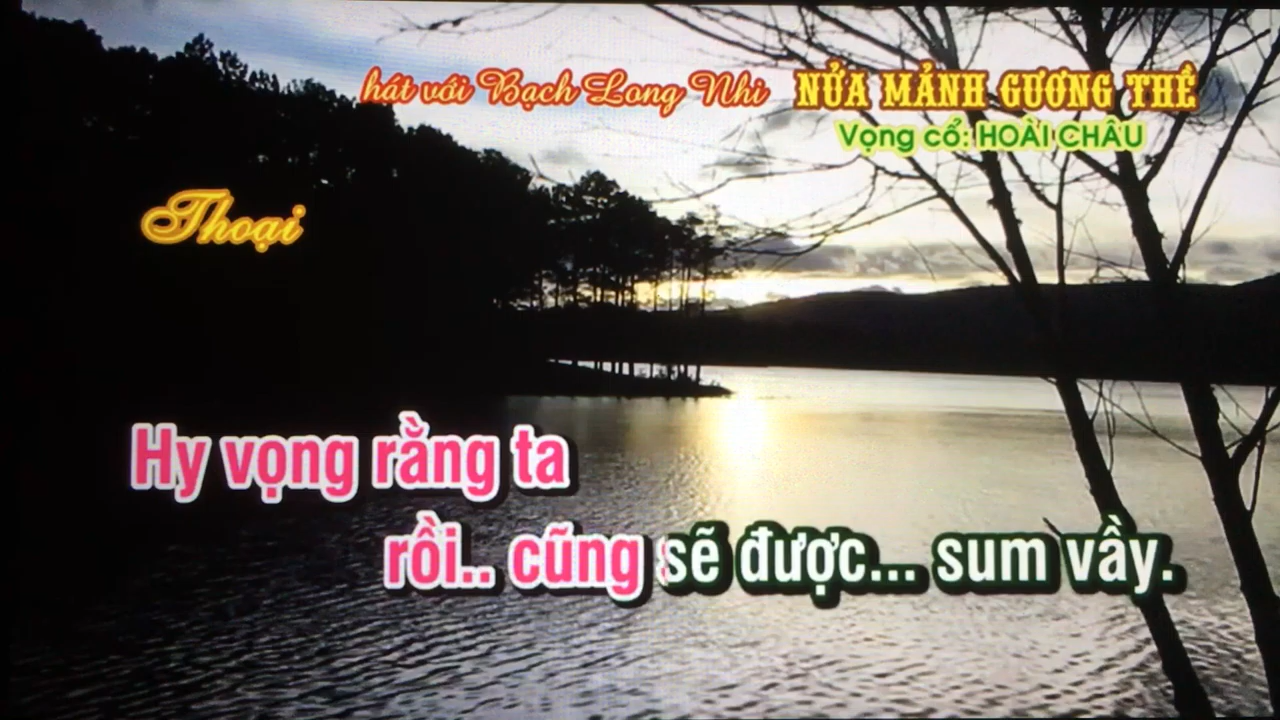 hát với Bạch Long Nhi NỬA MẢNH GƯƠNG THỀ
Vọng cổ: HOÀI CHÂU
Thoại
Hy vọng rằng ta
rồi.. cũng sẽ được... sum vầy.